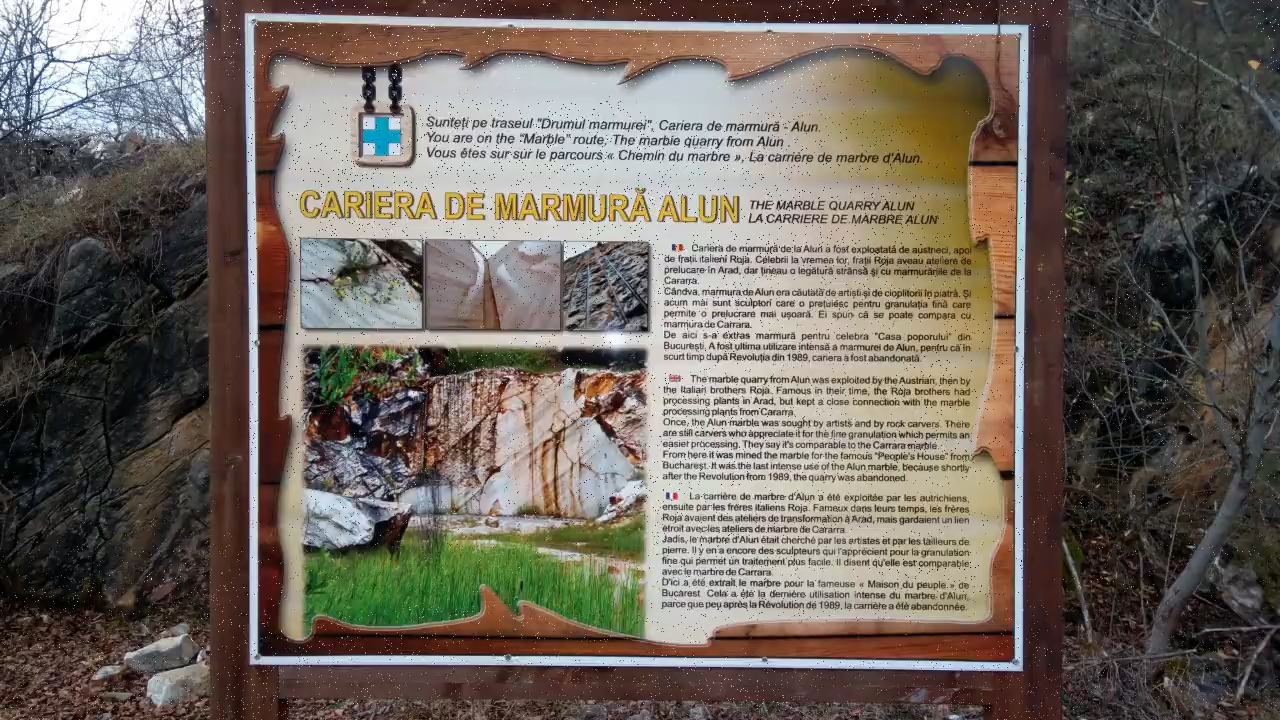 Sunteți pe traseul "Drumul marmurei", Cariera de marmură - Alun.
You are on the "Marble" route, The marble quarry from Alun
Vous êtes sur sur le parcours « Chemin du marbre », La carrière de marbre d'Alun.
CARIERA DE MARMURĂ ALUN
THE MARBLE QUARRY ALUN
LA CARRIERE DE MARBRE ALUN
Cariera de marmură de la Alun a fost exploatată de austrieci, apoi
de frații italieni Roja. Celebrii la vremea lor, frații Roja aveau ateliere de
prelucare în Arad, dar țineau o legătură strânsă și cu marmurăriile de la
Cararra.
Cândva, marmura de Alun era căutată de artiști și de cioplitorii în piatră. Și
acum mai sunt sculptori care o prețuiesc pentru granulația fină care
permite o prelucrare mai ușoară. Ei spun că se poate compara cu
marmura de Carrara.
De aici s-a extras marmură pentru celebra "Casa poporului" din
București. A fost ultima utilizare intensă a marmurei de Alun, pentru că în
scurt timp după Revoluția din 1989, cariera a fost abandonată.
The marble quarry from Alun was exploited by the Austrian, then by
the Italian brothers Roja. Famous in their time, the Roja brothers had
processing plants in Arad, but kept a close connection with the marble
processing plants from Cararra.
Once, the Alun marble was sought by artists and by rock carvers. There
are still carvers who appreciate it for the fine granulation which permits an
easier processing. They say it's comparable to the Carrara marble.
From here it was mined the marble for the famous "People's House" from
Bucharest. It was the last intense use of the Alun marble, because shortly
after the Revolution from 1989, the quarry was abandoned.
La carrière de marbre d'Alun a été exploitée par les autrichiens,
ensuite par les frères italiens Roja. Fameux dans leurs temps, les frères
Roja avaient des ateliers de transformation à Arad, mais gardaient un lien
étroit avec les ateliers de marbre de Cararra.
Jadis, le marbre d'Alun était cherché par les artistes et par les tailleurs de
pierre. Il y en a encore des sculpteurs qui l'apprécient pour la granulation
fine qui permet un traitement plus facile. Il disent qu'elle est comparable
avec le marbre de Carrara.
D'ici a été extrait le marbre pour la fameuse « Maison du peuple » de
Bucarest. Cela a été la dernière utilisation intense du marbre d'Alun,
parce que peu après la Révolution de 1989, la carrière a été abandonnée.